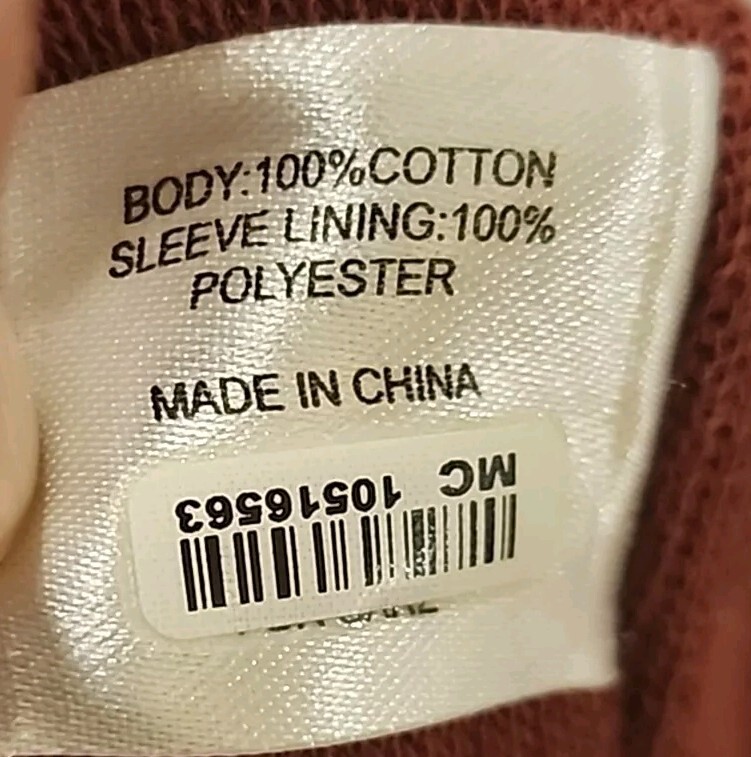 BODY:100%COTTON
SLEEVE LINING:100%
POLYESTER
MADE IN CHINA
MC 10516563